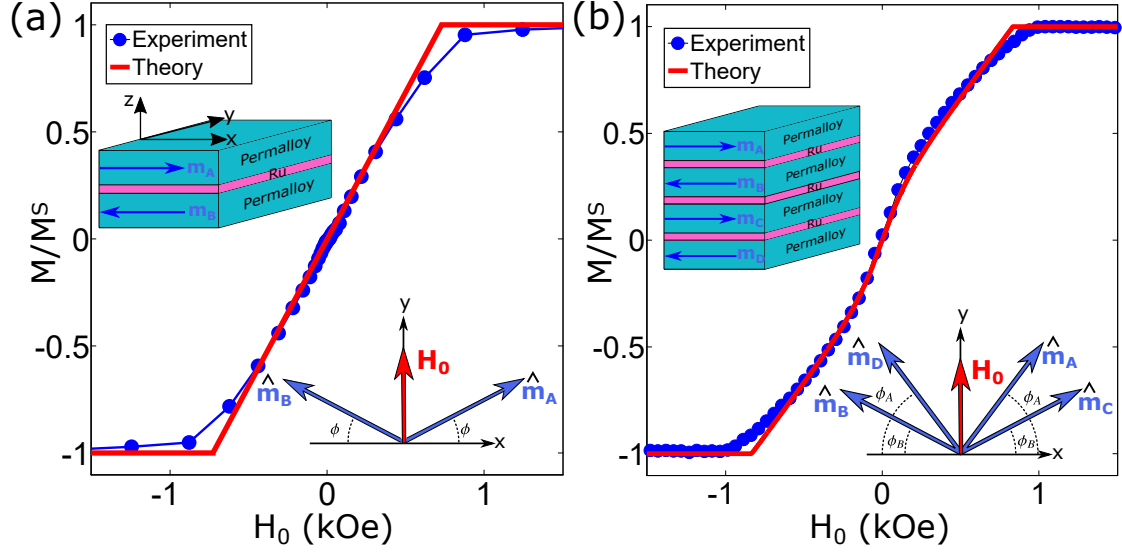 (a)
M/M^S
1
0.5
0
-0.5
-1
Experiment
Theory
z
y
x
Permalloy
m_A
Ru
Permalloy
m_B
y
H_0
m̂_B
m̂_A
ϕ
ϕ
x
-1
0
1
H_0 (kOe)
(b)
M/M^S
1
0.5
0
-0.5
-1
Experiment
Theory
m_A
Permalloy
Ru
m_B
Permalloy
Ru
m_C
Permalloy
Ru
m_D
Permalloy
y
m̂_D
H_0
m̂_A
m̂_B
m̂_C
ϕ_A
ϕ_A
ϕ_B
ϕ_B
x
-1
0
1
H_0 (kOe)